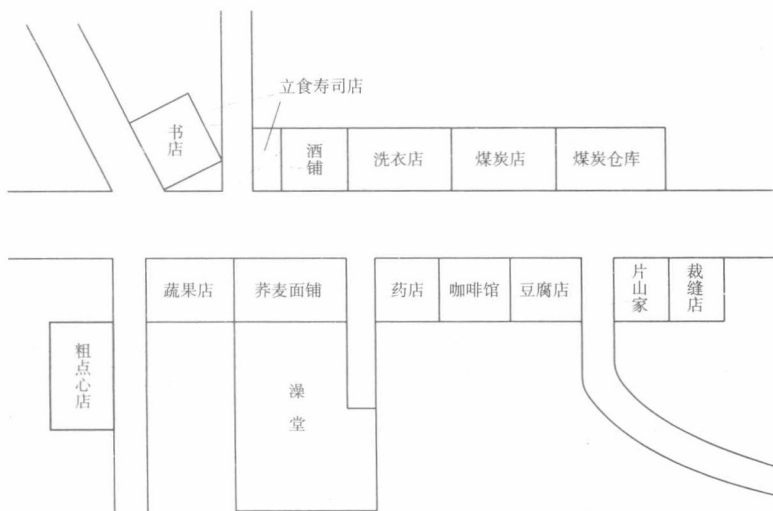 立食寿司店
书店
酒铺
洗衣店
煤炭店
煤炭仓库
蔬果店
荞麦面铺
药店
咖啡馆
豆腐店
片山家
裁缝店
粗点心店
澡堂